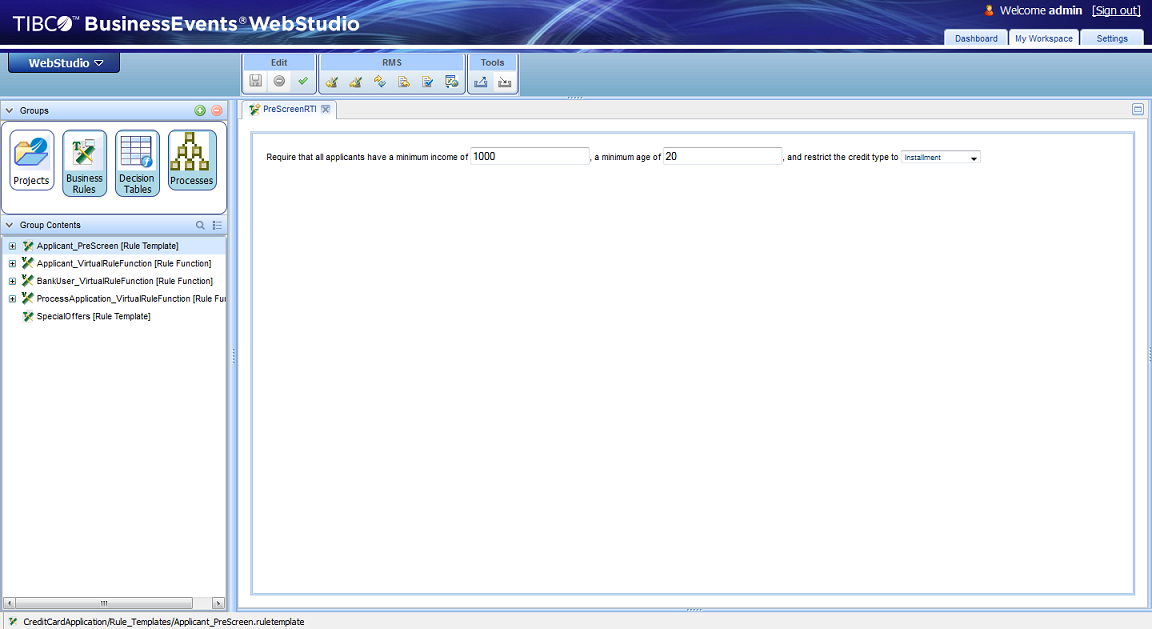 TIBCO™ BusinessEvents® WebStudio
Welcome admin [Sign out]
Dashboard My Workspace Settings
WebStudio
Edit RMS Tools
Groups
PreScreenRTI
Projects
Business Rules
Decision Tables
Processes
Require that all applicants have a minimum income of 1000 , a minimum age of 20 , and restrict the credit type to Installment
Group Contents
Applicant_PreScreen [Rule Template]
Applicant_VirtualRuleFunction [Rule Function]
BankUser_VirtualRuleFunction [Rule Function]
ProcessApplication_VirtualRuleFunction [Rule Fu
SpecialOffers [Rule Template]
CreditCardApplication/Rule_Templates/Applicant_PreScreen.ruletemplate